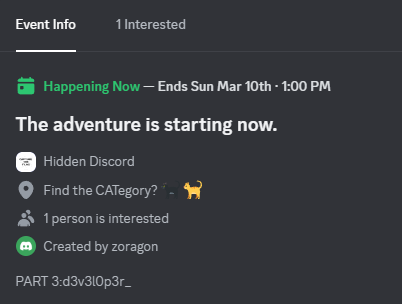 Event Info
1 Interested
Happening Now — Ends Sun Mar 10th · 1:00 PM
The adventure is starting now.
Hidden Discord
Find the CATegory? 🐈‍⬛ 🐈
1 person is interested
Created by zoragon
PART 3:d3v3l0p3r_